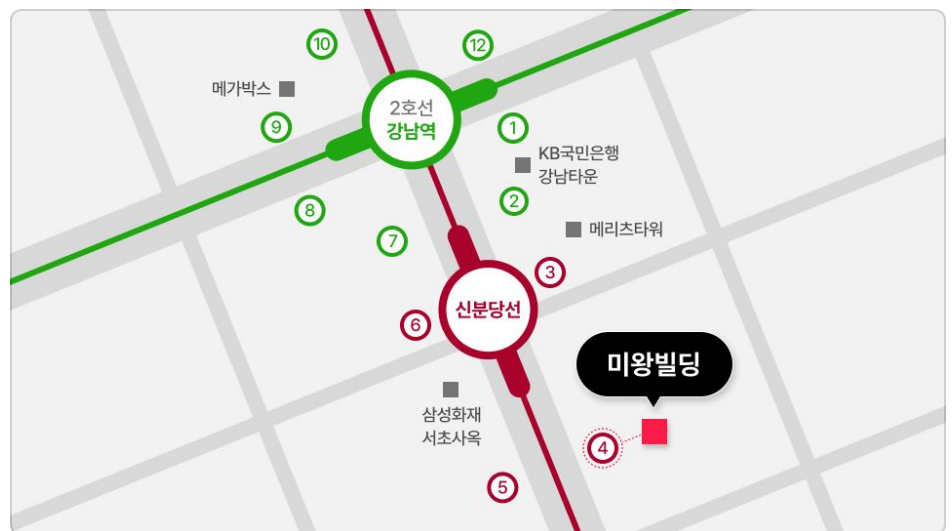 10
12
메가박스
2호선
강남역
9
1
KB국민은행
강남타운
8
2
7
메리츠타워
3
신분당선
6
미왕빌딩
삼성화재
서초사옥
4
5